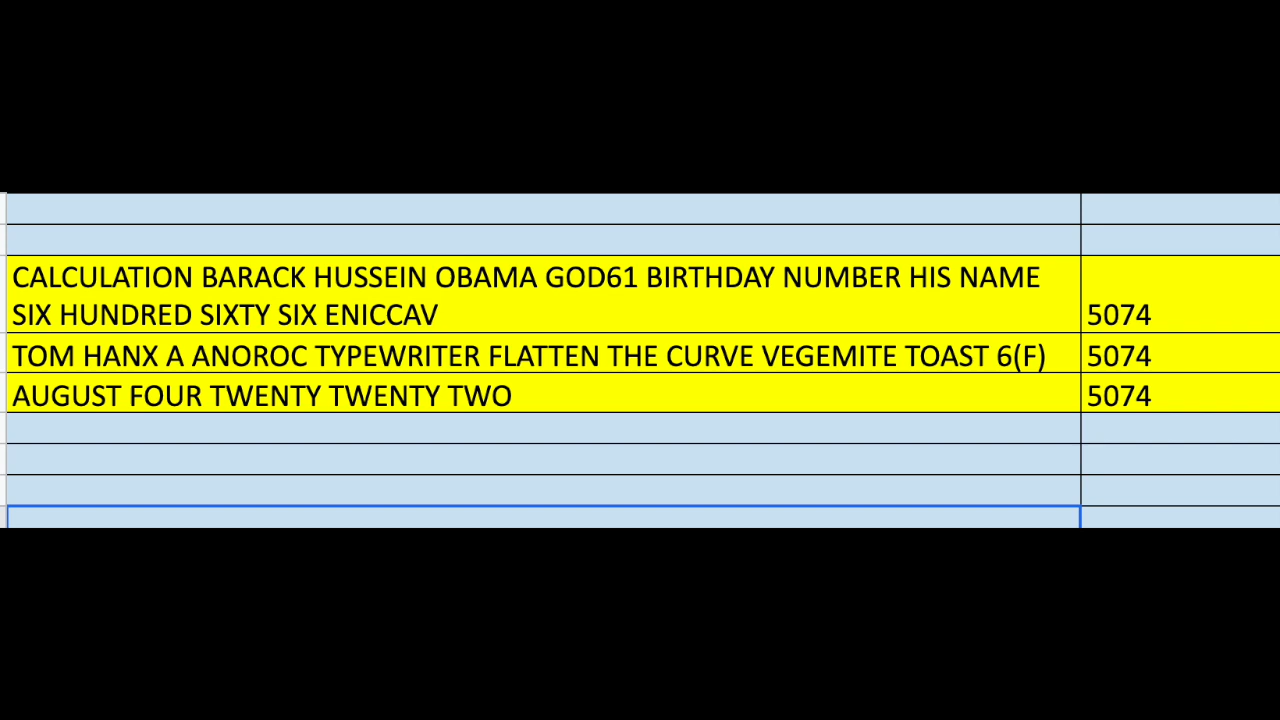 CALCULATION BARACK HUSSEIN OBAMA GOD61 BIRTHDAY NUMBER HIS NAME
SIX HUNDRED SIXTY SIX ENICCAV 5074
TOM HANX A ANOROC TYPEWRITER FLATTEN THE CURVE VEGEMITE TOAST 6(F) 5074
AUGUST FOUR TWENTY TWENTY TWO 5074